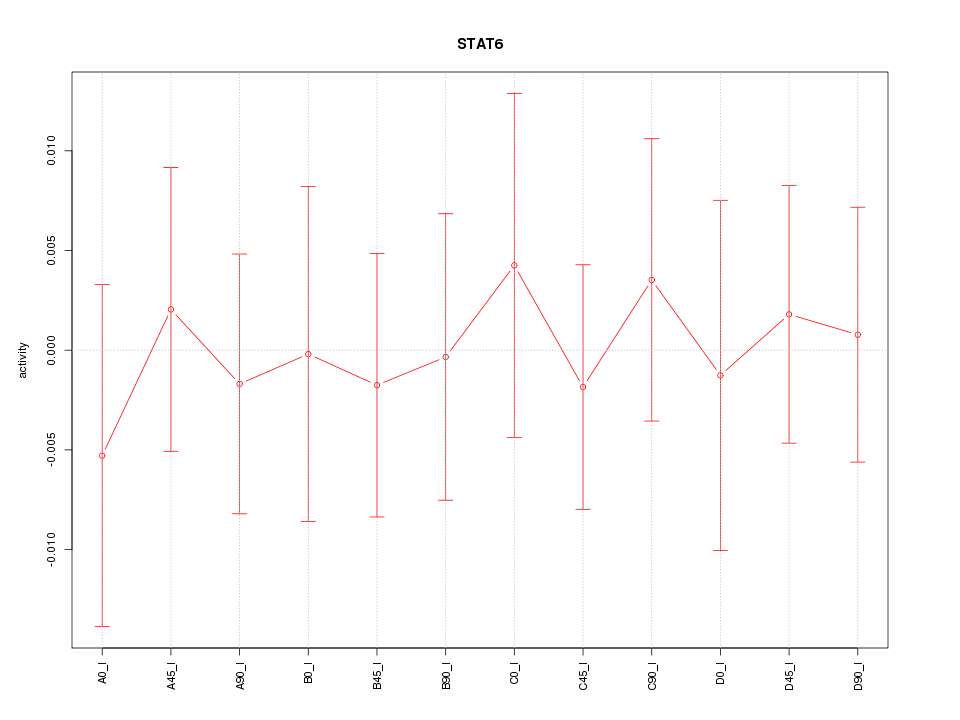 STAT6
activity
0.010
0.005
0.000
-0.005
-0.010
A0_I
A45_I
A90_I
B0_I
B45_I
B90_I
C0_I
C45_I
C90_I
D0_I
D45_I
D90_I